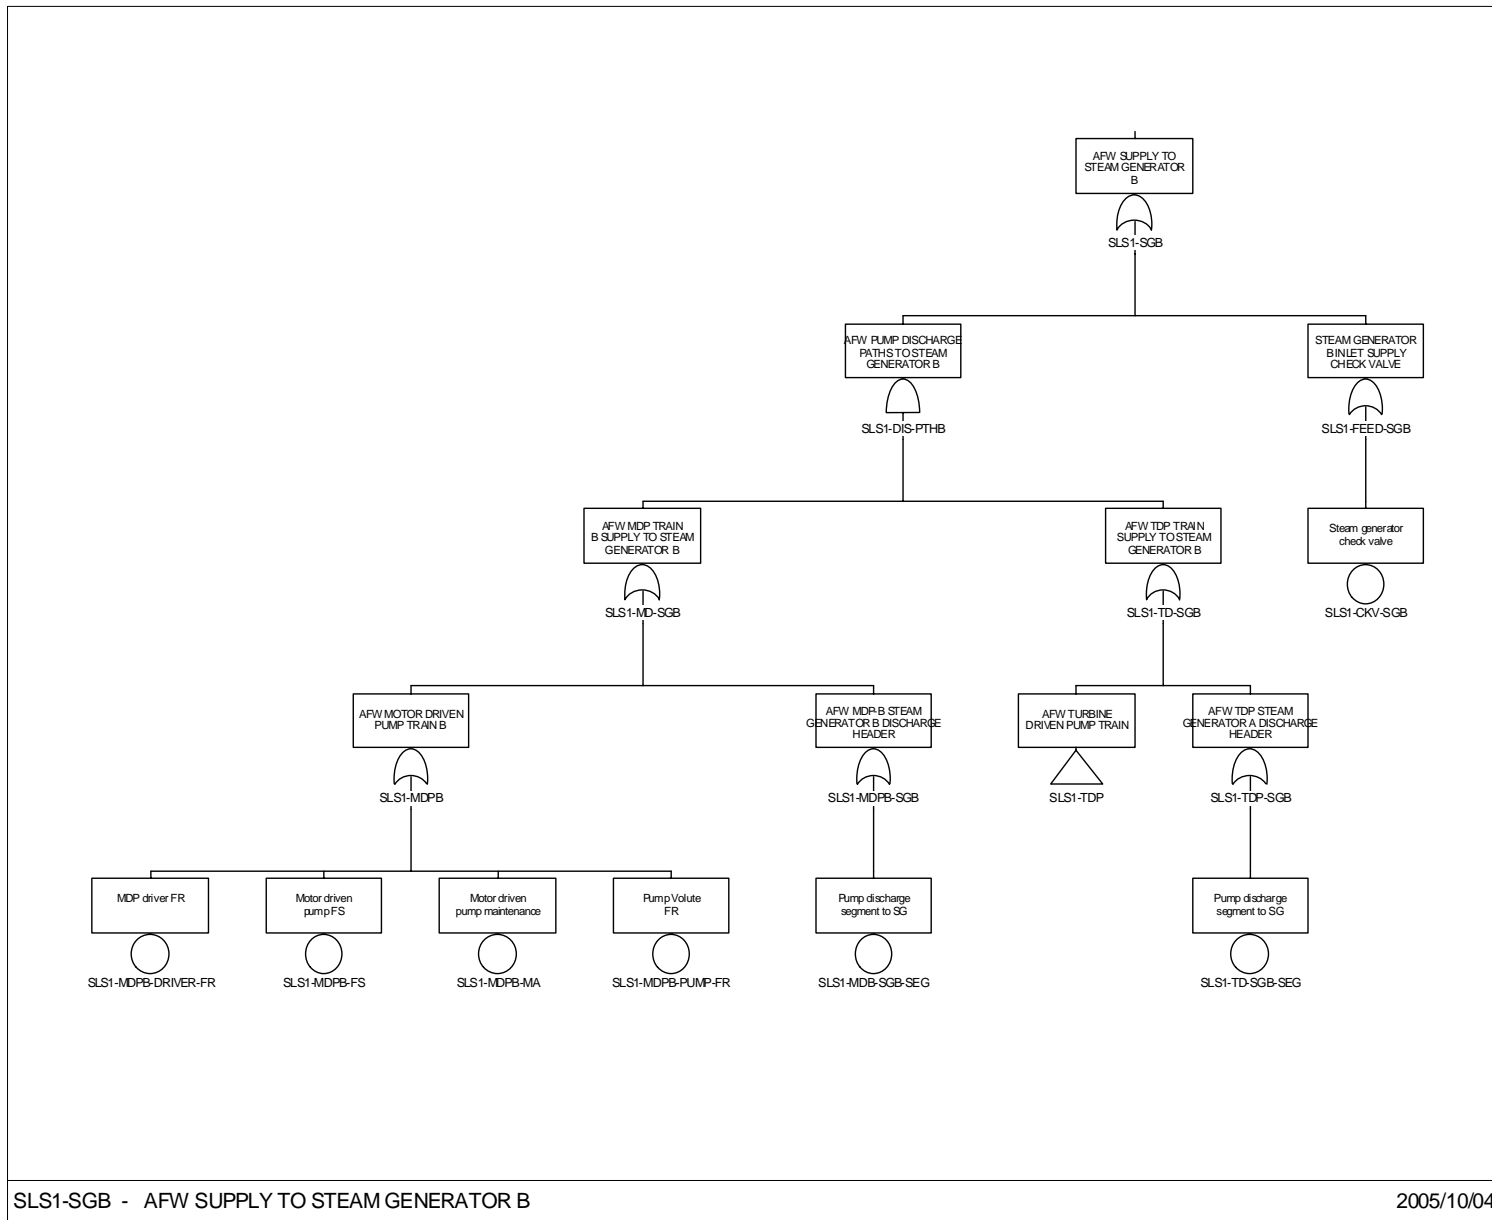 AFW SUPPLY TO
STEAM GENERATOR
B
SLS1-SGB
AFW PUMP DISCHARGE
PATHS TO STEAM
GENERATOR B
SLS1-DIS-PTHB
STEAM GENERATOR
B INLET SUPPLY
CHECK VALVE
SLS1-FEED-SGB
AFW MDP TRAIN
B SUPPLY TO STEAM
GENERATOR B
SLS1-MD-SGB
AFW TDP TRAIN
SUPPLY TO STEAM
GENERATOR B
SLS1-TD-SGB
Steam generator
check valve
SLS1-CKV-SGB
AFW MOTOR DRIVEN
PUMP TRAIN B
SLS1-MDPB
AFW MDP-B STEAM
GENERATOR B DISCHARGE
HEADER
SLS1-MDPB-SGB
AFW TURBINE
DRIVEN PUMP TRAIN
SLS1-TDP
AFW TDP STEAM
GENERATOR A DISCHARGE
HEADER
SLS1-TDP-SGB
MDP driver FR
SLS1-MDPB-DRIVER-FR
Motor driven
pump FS
SLS1-MDPB-FS
Motor driven
pump maintenance
SLS1-MDPB-MA
Pump Volute
FR
SLS1-MDPB-PUMP-FR
Pump discharge
segment to SG
SLS1-MDB-SGB-SEG
Pump discharge
segment to SG
SLS1-TD-SGB-SEG
SLS1-SGB - AFW SUPPLY TO STEAM GENERATOR B
2005/10/04